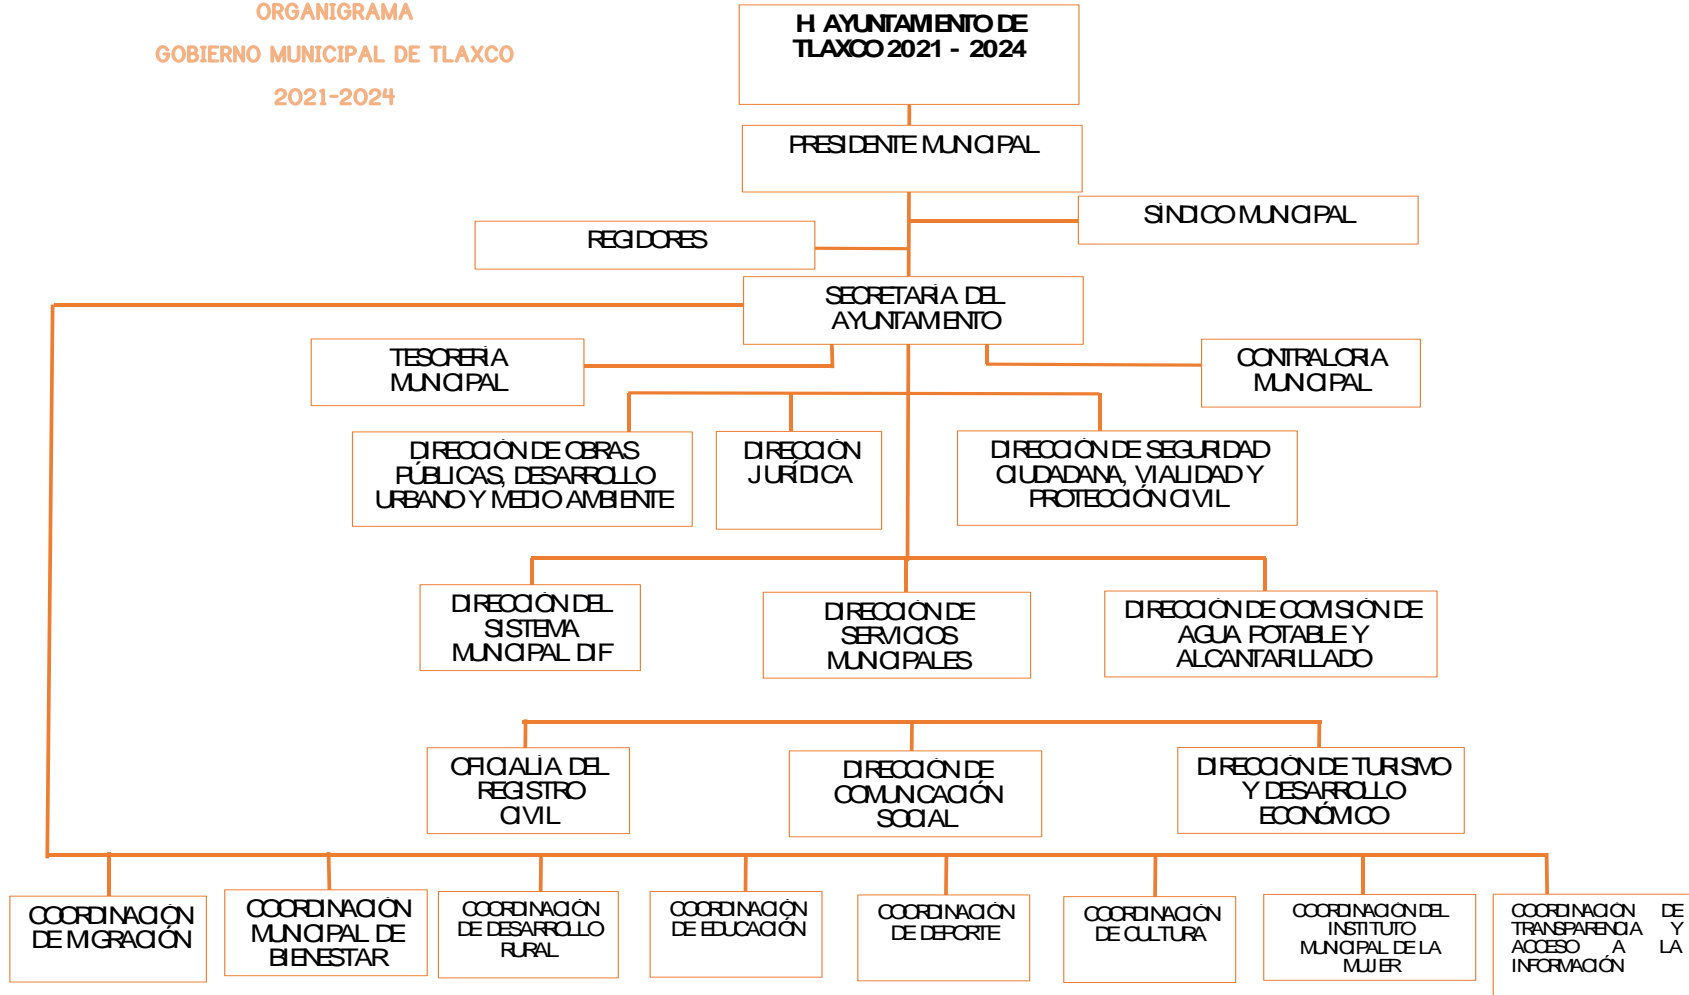 ORGANIGRAMA
GOBIERNO MUNICIPAL DE TLAXCO
2021-2024
H. AYUNTAMIENTO DE
TLAXCO 2021 - 2024
PRESIDENTE MUNICIPAL
SÍNDICO MUNICIPAL
REGIDORES
SECRETARÍA DEL
AYUNTAMIENTO
TESORERÍA
MUNICIPAL
CONTRALORIA
MUNICIPAL
DIRECCIÓN DE OBRAS
PÚBLICAS, DESARROLLO
URBANO Y MEDIO AMBIENTE
DIRECCIÓN
JURÍDICA
DIRECCIÓN DE SEGURIDAD
CIUDADANA, VIALIDAD Y
PROTECCIÓN CIVIL
DIRECCIÓN DEL
SISTEMA
MUNICIPAL DIF
DIRECCIÓN DE
SERVICIOS
MUNICIPALES
DIRECCIÓN DE COMISIÓN DE
AGUA POTABLE Y
ALCANTARILLADO
OFICIALÍA DEL
REGISTRO
CIVIL
DIRECCIÓN DE
COMUNICACIÓN
SOCIAL
DIRECCIÓN DE TURISMO
Y DESARROLLO
ECONÓMICO
COORDINACIÓN
DE MIGRACIÓN
COORDINACIÓN
MUNICIPAL DE
BIENESTAR
COORDINACIÓN
DE DESARROLLO
RURAL
COORDINACIÓN
DE EDUCACIÓN
COORDINACIÓN
DE DEPORTE
COORDINACIÓN
DE CULTURA
COORDINACIÓN DEL
INSTITUTO
MUNICIPAL DE LA
MUJER
COORDINACIÓN DE
TRANSPARENCIA Y
ACCESO A LA
INFORMACIÓN